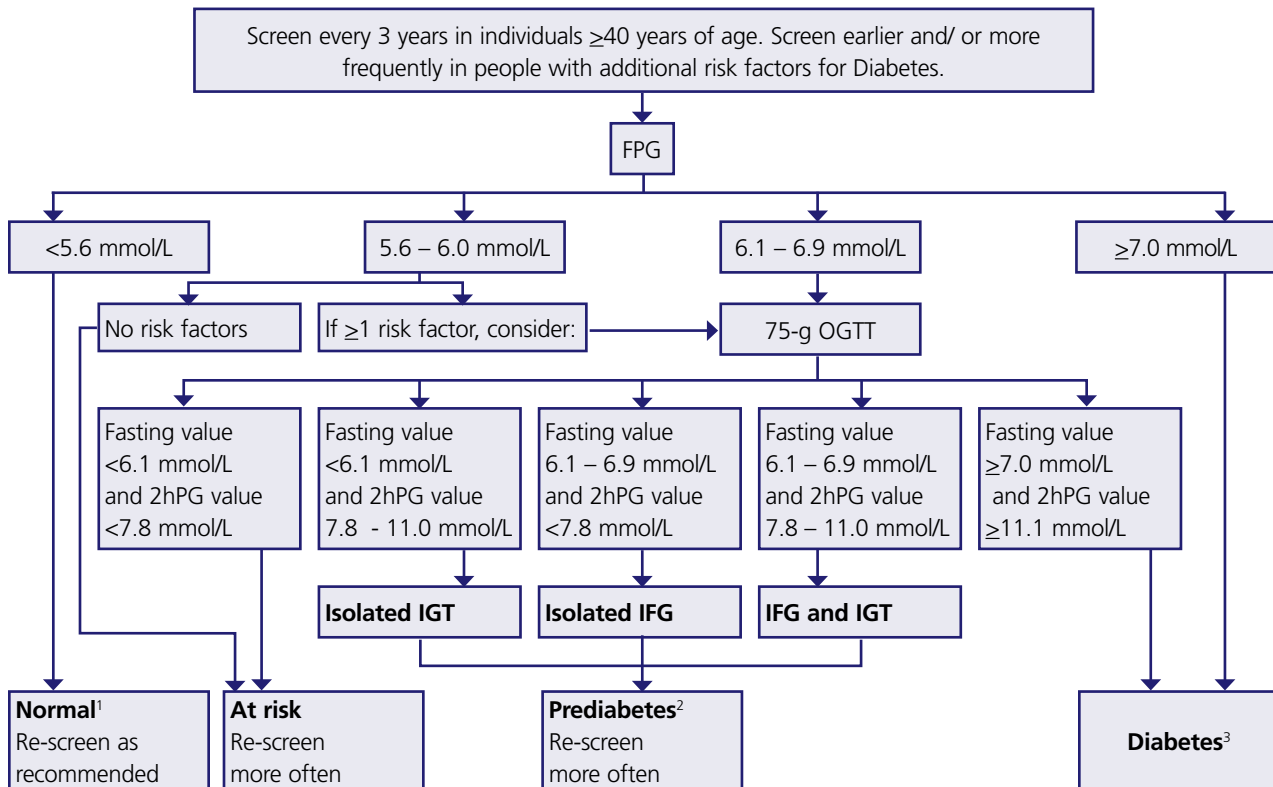 Screen every 3 years in individuals ≥40 years of age. Screen earlier and/ or more
frequently in people with additional risk factors for Diabetes.
FPG
<5.6 mmol/L
5.6 – 6.0 mmol/L
6.1 – 6.9 mmol/L
≥7.0 mmol/L
No risk factors
If ≥1 risk factor, consider:
75-g OGTT
Fasting value
<6.1 mmol/L
and 2hPG value
<7.8 mmol/L
Fasting value
<6.1 mmol/L
and 2hPG value
7.8 - 11.0 mmol/L
Fasting value
6.1 – 6.9 mmol/L
and 2hPG value
<7.8 mmol/L
Fasting value
6.1 – 6.9 mmol/L
and 2hPG value
7.8 – 11.0 mmol/L
Fasting value
≥7.0 mmol/L
and 2hPG value
≥11.1 mmol/L
Isolated IGT
Isolated IFG
IFG and IGT
Normal¹
Re-screen as
recommended
At risk
Re-screen
more often
Prediabetes²
Re-screen
more often
Diabetes³